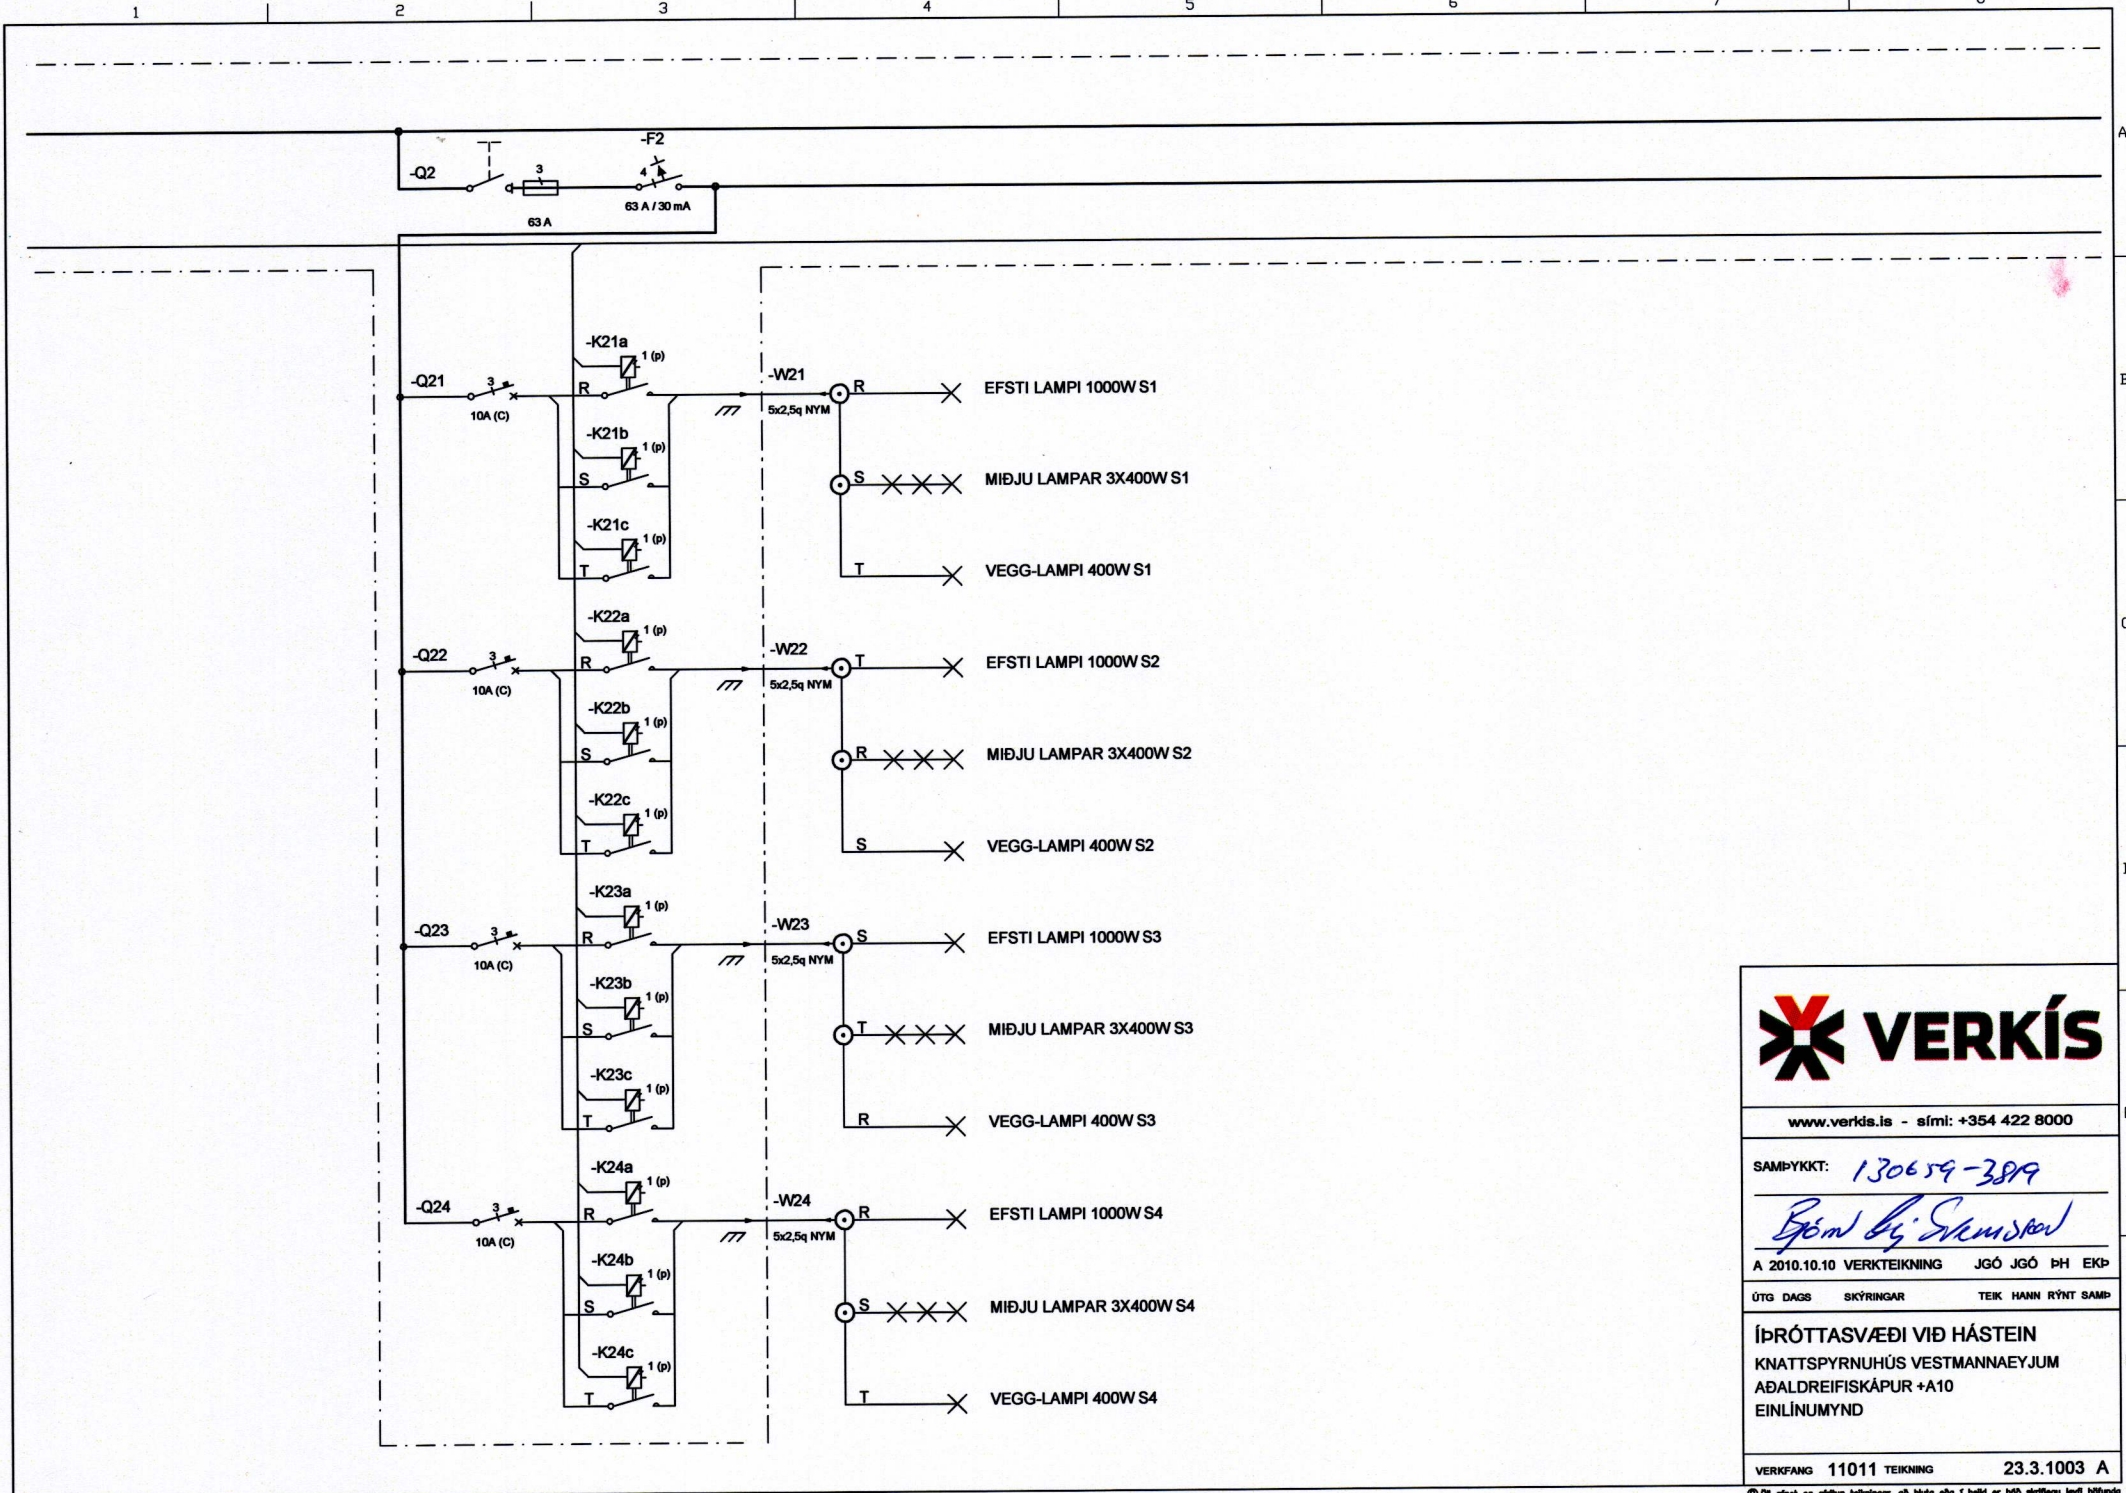 1 2 3 4 5 6 7
A
-Q2
3
63 A
-F2
4
63 A / 30 mA
-K21a
1 (p)
-Q21
3
10A (C)
R
-W21
5x2,5q NYM
R
EFSTI LAMPI 1000W S1
-K21b
1 (p)
S
S
MIÐJU LAMPAR 3X400W S1
-K21c
1 (p)
T
T
VEGG-LAMPI 400W S1
-K22a
1 (p)
-Q22
3
10A (C)
R
-W22
5x2,5q NYM
T
EFSTI LAMPI 1000W S2
-K22b
1 (p)
S
R
MIÐJU LAMPAR 3X400W S2
-K22c
1 (p)
T
S
VEGG-LAMPI 400W S2
-K23a
1 (p)
-Q23
3
10A (C)
R
-W23
5x2,5q NYM
S
EFSTI LAMPI 1000W S3
-K23b
1 (p)
S
T
MIÐJU LAMPAR 3X400W S3
-K23c
1 (p)
T
R
VEGG-LAMPI 400W S3
-K24a
1 (p)
-Q24
3
10A (C)
R
-W24
5x2,5q NYM
R
EFSTI LAMPI 1000W S4
-K24b
1 (p)
S
S
MIÐJU LAMPAR 3X400W S4
-K24c
1 (p)
T
T
VEGG-LAMPI 400W S4
VERKÍS
www.verkis.is - sími: +354 422 8000
SAMÞYKKT: 130659-3819
Björn
A 2010.10.10 VERKTEIKNING JGÓ JGÓ ÞH EKÞ
ÚTG DAGS SKÝRINGAR TEIK HANN RÝNT SAMÞ
ÍÞRÓTTASVÆÐI VIÐ HÁSTEIN
KNATTSPYRNUHÚS VESTMANNAEYJUM
AÐALDREIFISKÁPUR +A10
EINLÍNUMYND
VERKFANG 11011 TEIKNING 23.3.1003 A